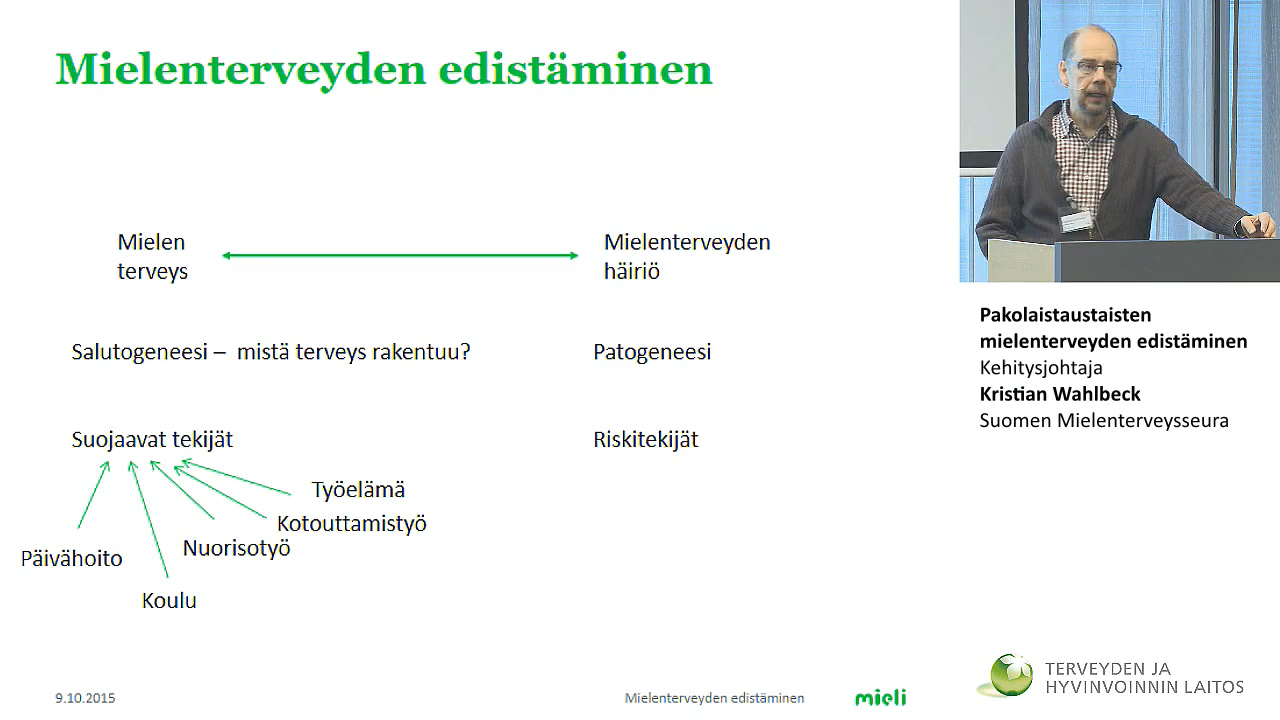 Mielenterveyden edistäminen
Mielen
terveys
Mielenterveyden
häiriö
Salutogeneesi – mistä terveys rakentuu?
Patogeneesi
Suojaavat tekijät
Riskitekijät
Työelämä
Kotouttamistyö
Nuorisotyö
Päivähoito
Koulu
9.10.2015
Mielenterveyden edistäminen
mieli
Pakolaistaustaisten
mielenterveyden edistäminen
Kehitysjohtaja
Kristian Wahlbeck
Suomen Mielenterveysseura
TERVEYDEN JA
HYVINVOINNIN LAITOS